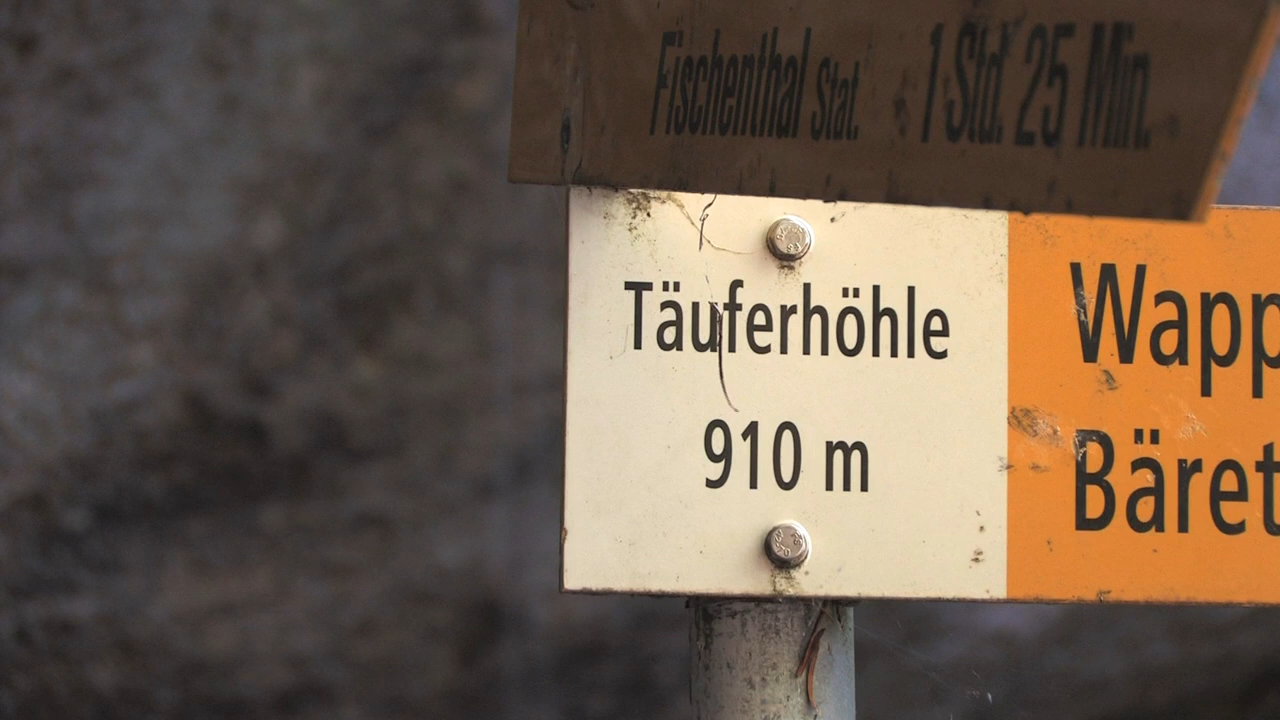 Fischenthal Stat. 1 Std. 25 Min.
Täuferhöhle
910 m
Wapp
Bäret